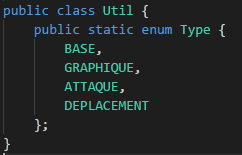 public class Util {
    public static enum Type {
        BASE,
        GRAPHIQUE,
        ATTAQUE,
        DEPLACEMENT
    };
}